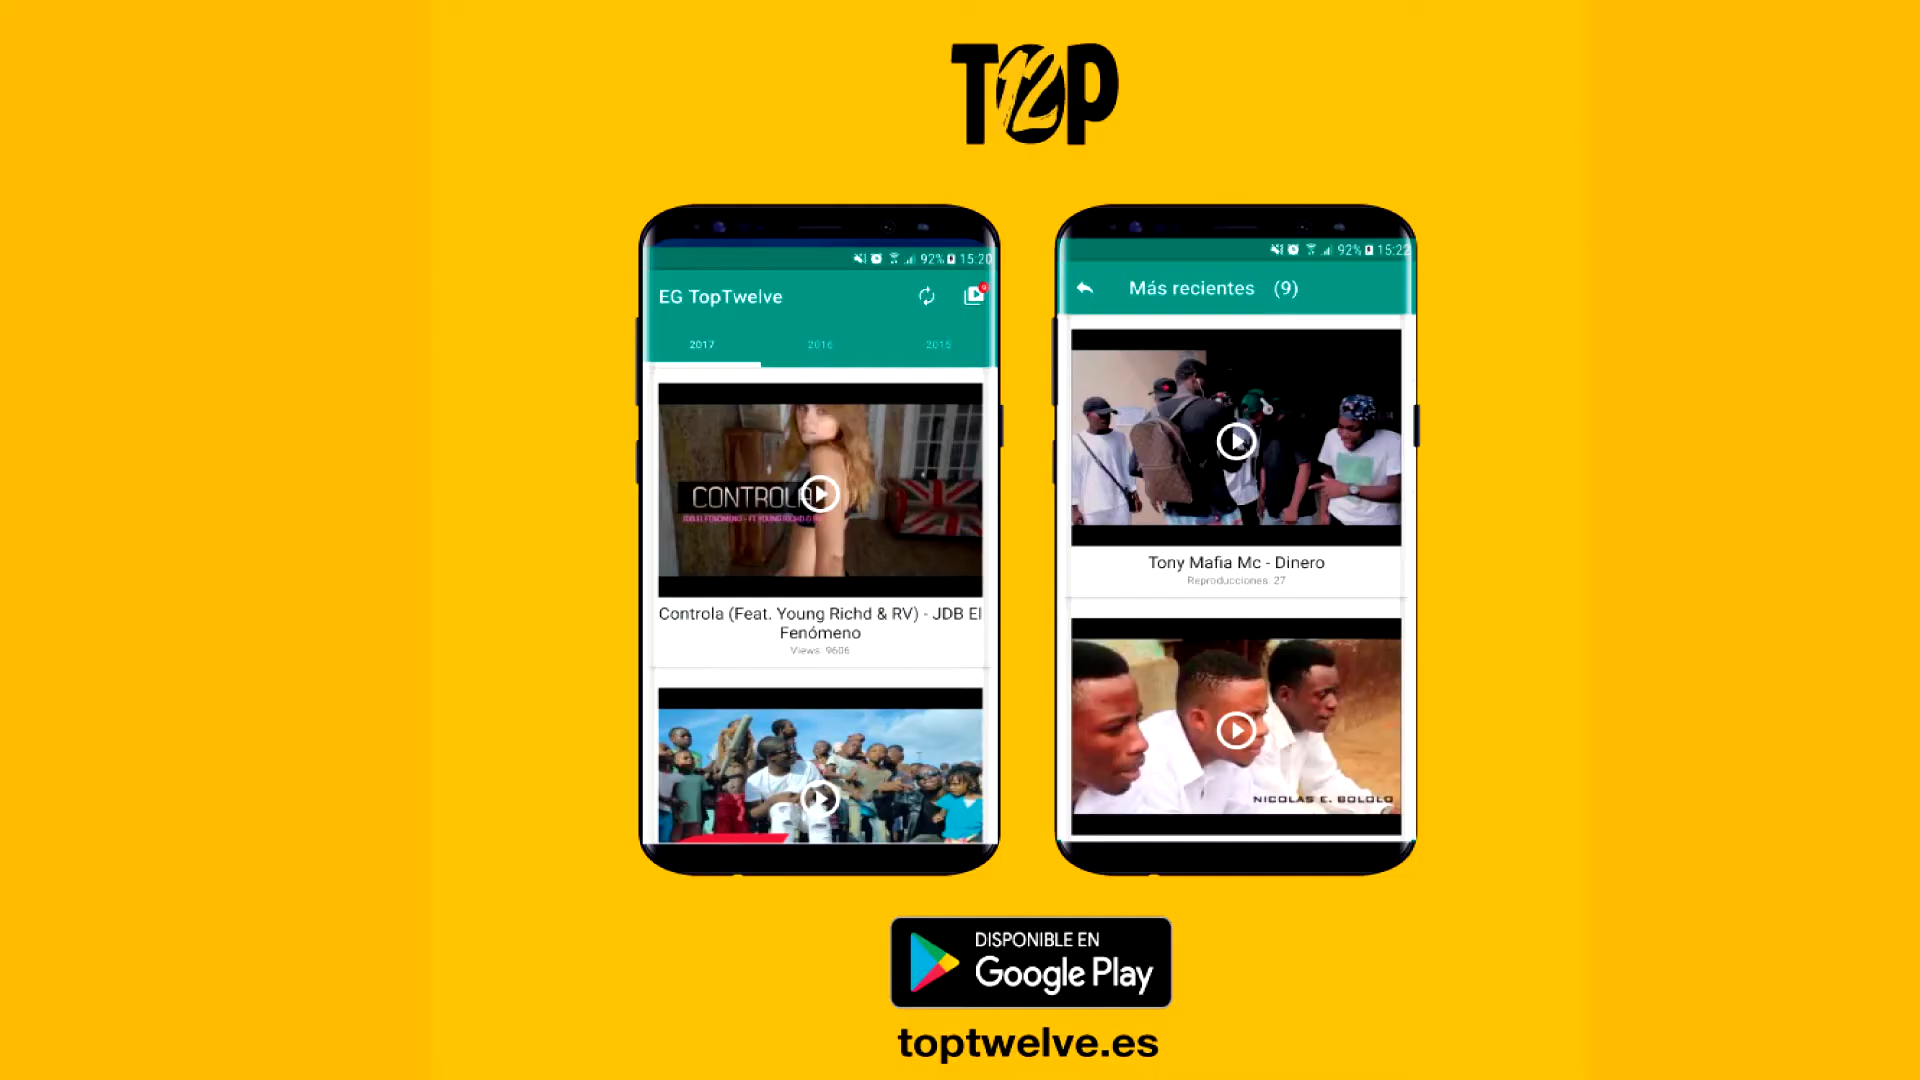 T12P
92% 15:20
EG TopTwelve
9
2017 2016 2015
CONTROLA
Controla (Feat. Young Richd & RV) - JDB El
Fenómeno
Views: 9606
92% 15:22
Más recientes (9)
Tony Mafia Mc - Dinero
Reproducciones: 27
NICOLAS E. BOLOLO
DISPONIBLE EN
Google Play
toptwelve.es